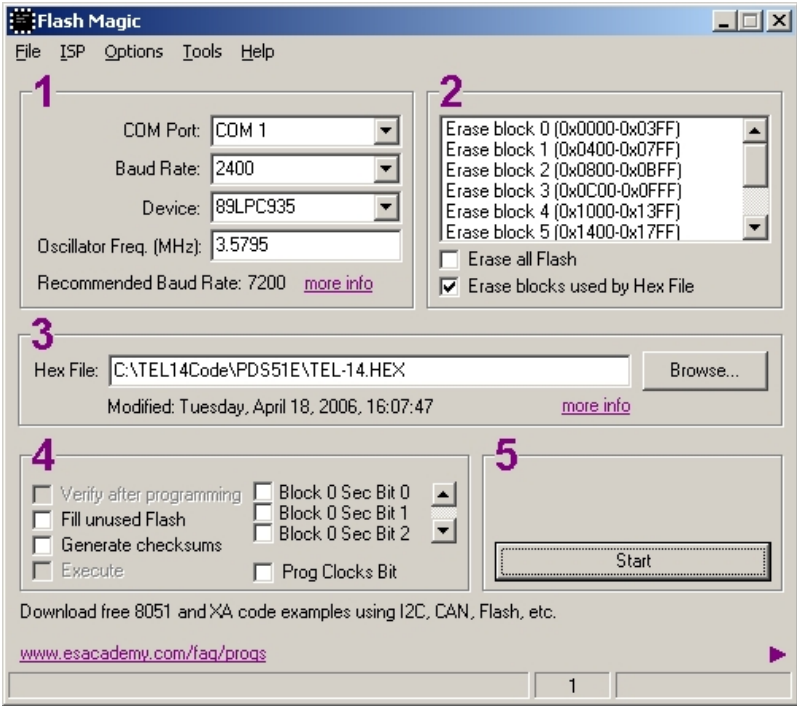 Flash Magic
File ISP Options Tools Help
1
COM Port: COM 1
Baud Rate: 2400
Device: 89LPC935
Oscillator Freq. (MHz): 3.5795
Recommended Baud Rate: 7200 more info
2
Erase block 0 (0x0000-0x03FF)
Erase block 1 (0x0400-0x07FF)
Erase block 2 (0x0800-0x0BFF)
Erase block 3 (0x0C00-0x0FFF)
Erase block 4 (0x1000-0x13FF)
Erase block 5 (0x1400-0x17FF)
Erase all Flash
Erase blocks used by Hex File
3
Hex File: C:\TEL14Code\PDS51E\TEL-14.HEX Browse...
Modified: Tuesday, April 18, 2006, 16:07:47 more info
4
Verify after programming
Fill unused Flash
Generate checksums
Execute
Block 0 Sec Bit 0
Block 0 Sec Bit 1
Block 0 Sec Bit 2
Prog Clocks Bit
5
Start
Download free 8051 and XA code examples using I2C, CAN, Flash, etc.
www.esacademy.com/faq/progs
1